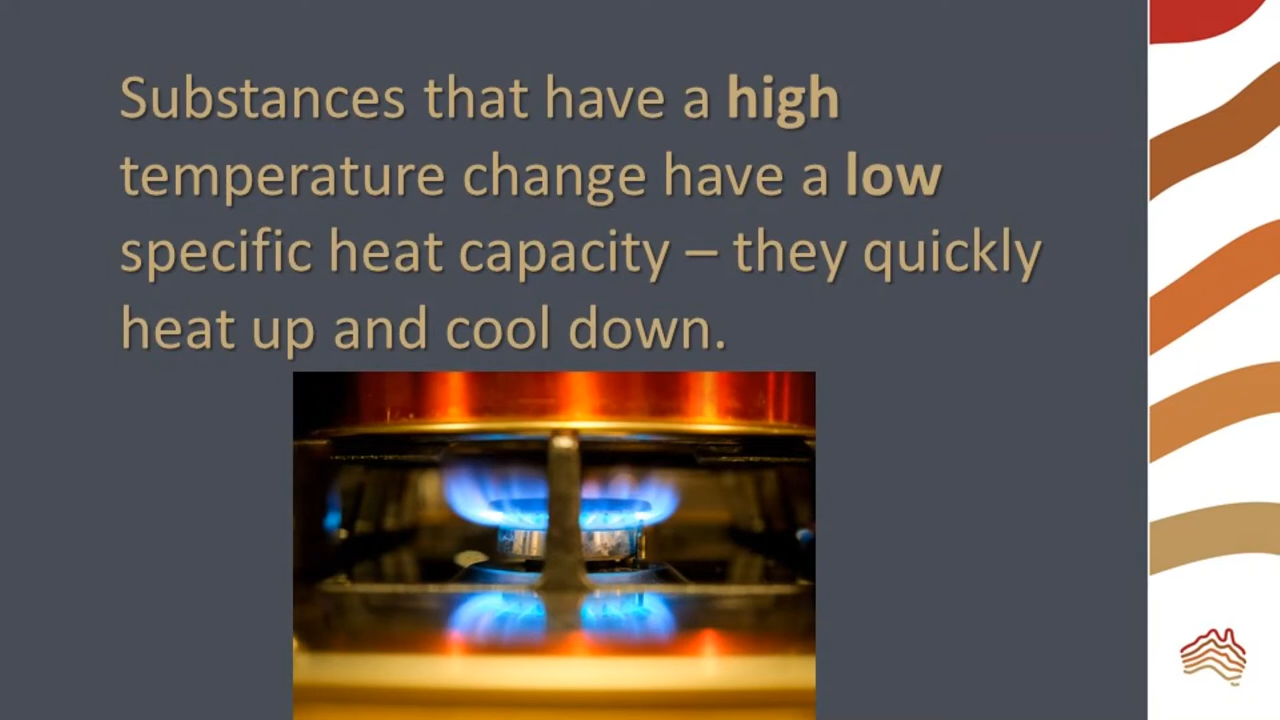 Substances that have a high
temperature change have a low
specific heat capacity – they quickly
heat up and cool down.